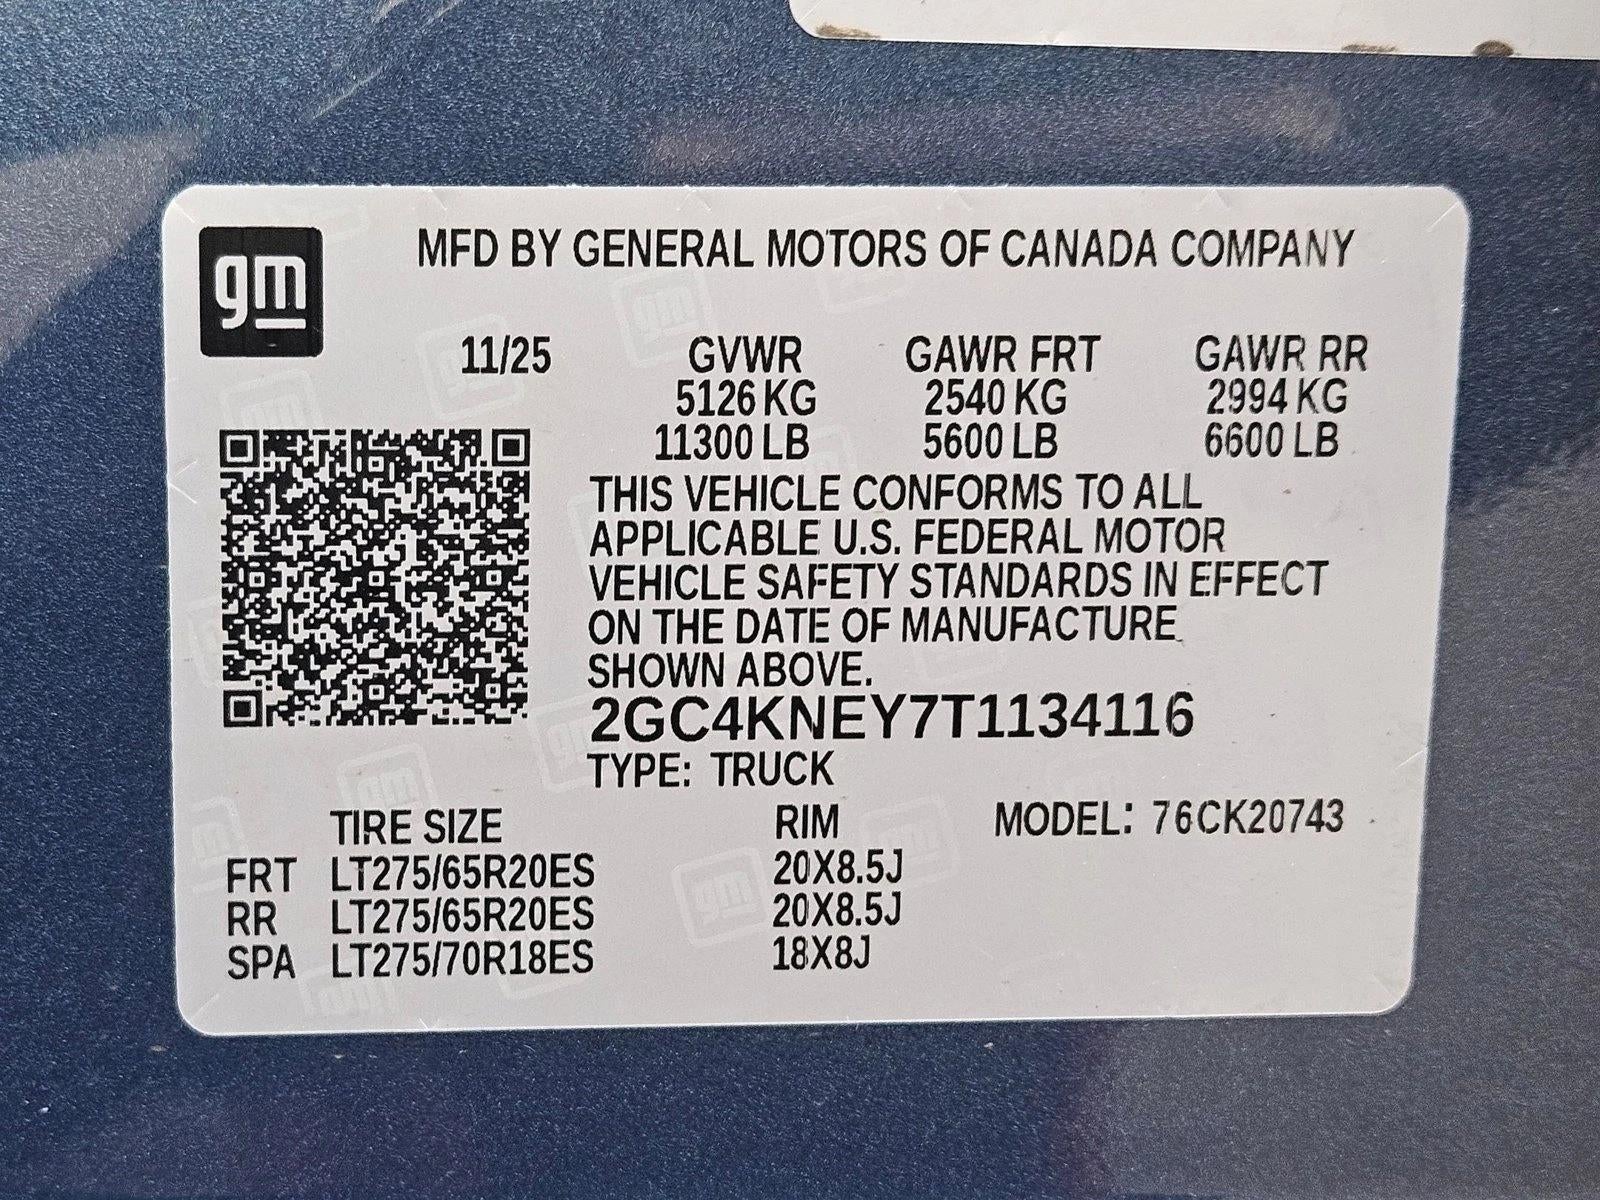 gm
MFD BY GENERAL MOTORS OF CANADA COMPANY
11/25 GVWR GAWR FRT GAWR RR
5126 KG 2540 KG 2994 KG
11300 LB 5600 LB 6600 LB
THIS VEHICLE CONFORMS TO ALL
APPLICABLE U.S. FEDERAL MOTOR
VEHICLE SAFETY STANDARDS IN EFFECT
ON THE DATE OF MANUFACTURE
SHOWN ABOVE.
2GC4KNEY7T1134116
TYPE: TRUCK
TIRE SIZE RIM MODEL: 76CK20743
FRT LT275/65R20ES 20X8.5J
RR LT275/65R20ES 20X8.5J
SPA LT275/70R18ES 18X8J